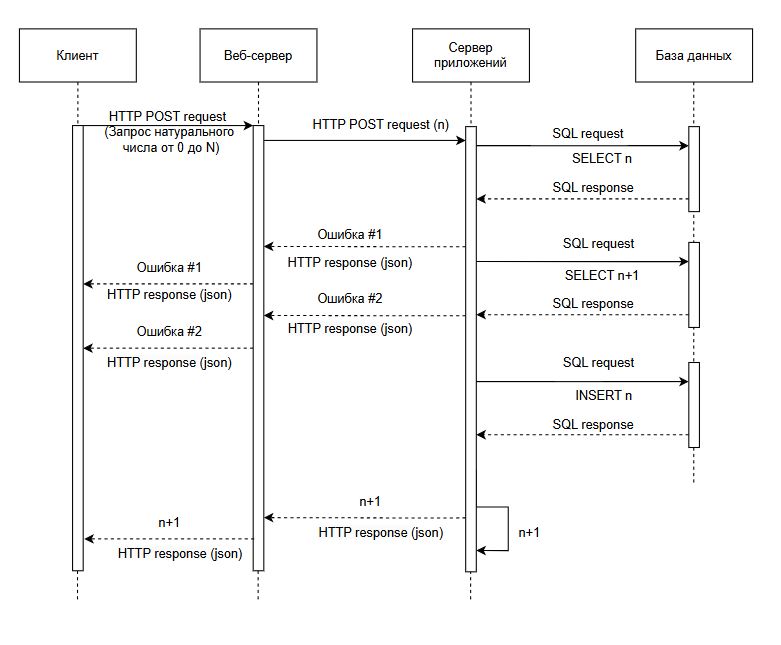 Клиент
Веб-сервер
Сервер
приложений
База данных
HTTP POST request
(Запрос натурального
числа от 0 до N)
HTTP POST request (n)
SQL request
SELECT n
SQL response
Ошибка #1
HTTP response (json)
SQL request
SELECT n+1
Ошибка #1
HTTP response (json)
Ошибка #2
HTTP response (json)
SQL response
Ошибка #2
HTTP response (json)
SQL request
INSERT n
SQL response
n+1
HTTP response (json)
n+1
n+1
HTTP response (json)